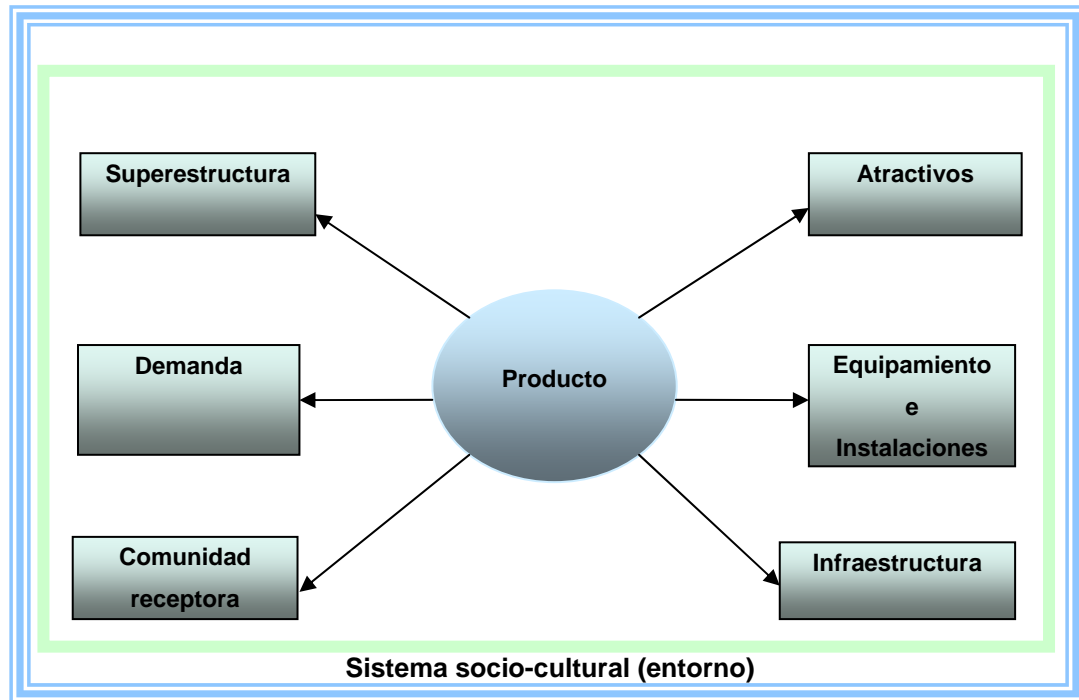 Superestructura
Atractivos
Demanda
Producto
Equipamiento
e
Instalaciones
Comunidad
receptora
Infraestructura
Sistema socio-cultural (entorno)